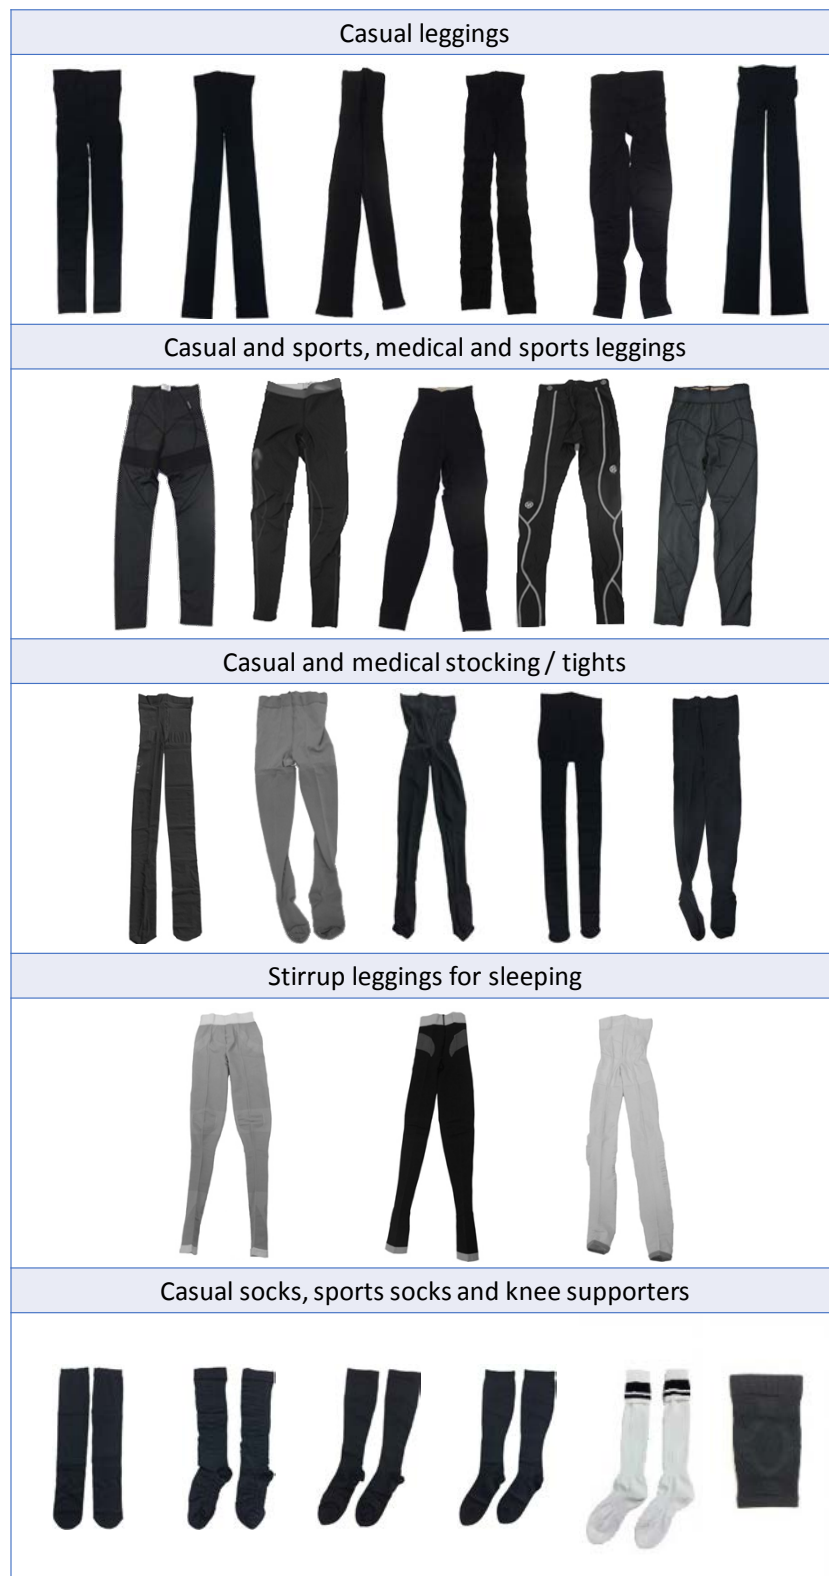 Casual leggings
Casual and sports, medical and sports leggings
Casual and medical stocking / tights
Stirrup leggings for sleeping
Casual socks, sports socks and knee supporters